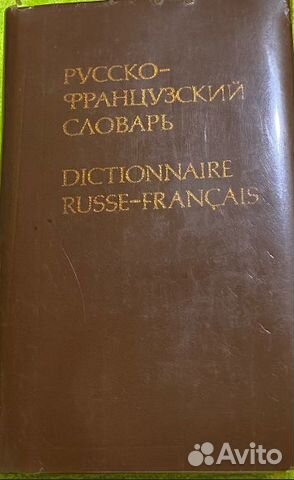 РУССКО-
ФРАНЦУЗСКИЙ
СЛОВАРЬ
DICTIONNAIRE
RUSSE-FRANÇAIS
Avito